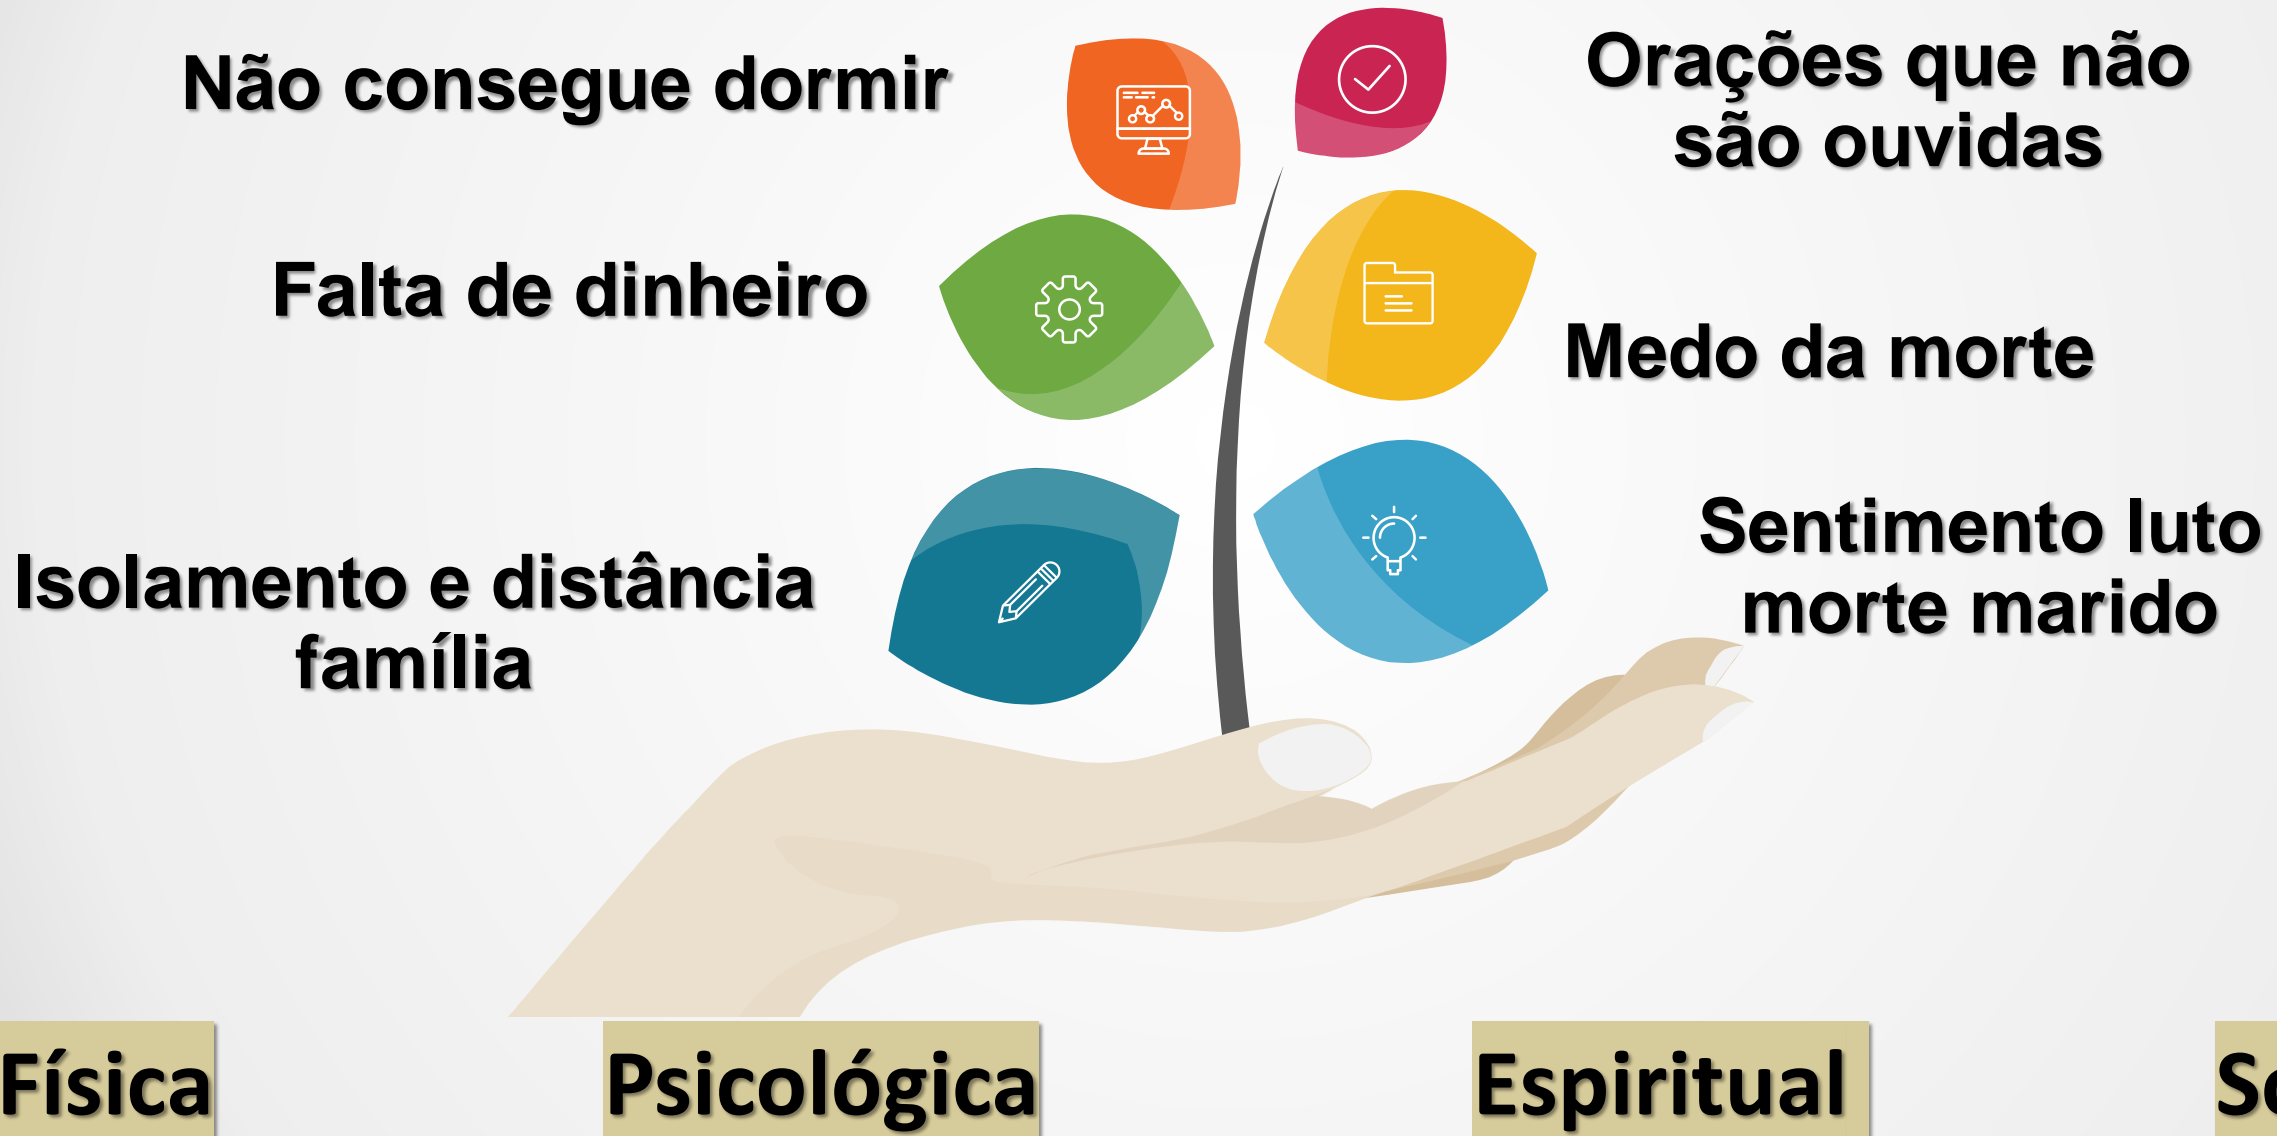 Não consegue dormir
Falta de dinheiro
Isolamento e distância
família
Orações que não
são ouvidas
Medo da morte
Sentimento luto
morte marido
Física
Psicológica
Espiritual